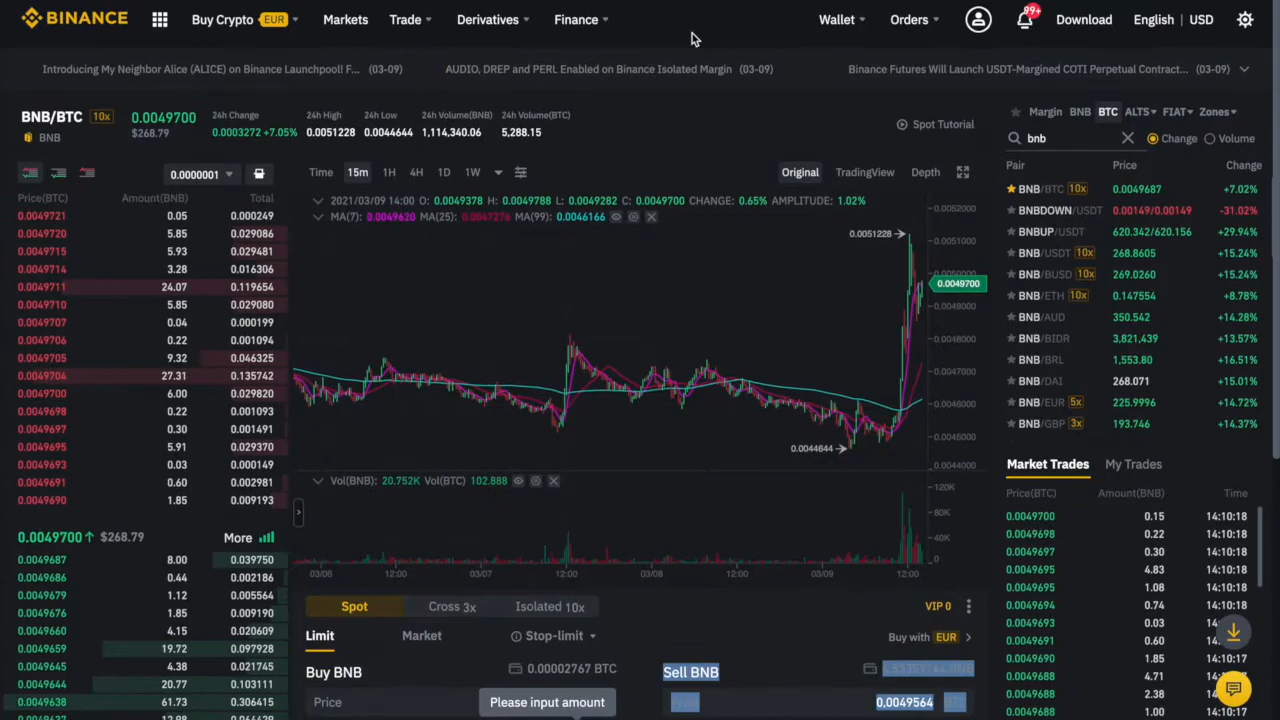 BINANCE
Buy Crypto EUR
Markets
Trade
Derivatives
Finance
Wallet
Orders
99+
Download
English | USD
Introducing My Neighbor Alice (ALICE) on Binance Launchpool! F... (03-09)
AUDIO, DREP and PERL Enabled on Binance Isolated Margin (03-09)
Binance Futures Will Launch USDT-Margined COTI Perpetual Contract... (03-09)
BNB/BTC 10x
BNB
0.0049700
$268.79
24h Change
0.0003272 +7.05%
24h High
0.0051228
24h Low
0.0044644
24h Volume(BNB)
1,114,340.06
24h Volume(BTC)
5,288.15
Spot Tutorial
0.0000001
Price(BTC) Amount(BNB) Total
0.0049721 0.05 0.000249
0.0049720 5.85 0.029086
0.0049715 5.93 0.029481
0.0049714 3.28 0.016306
0.0049711 24.07 0.119654
0.0049710 5.85 0.029080
0.0049707 0.04 0.000199
0.0049706 0.22 0.001094
0.0049705 9.32 0.046325
0.0049704 27.31 0.135742
0.0049700 6.00 0.029820
0.0049698 0.22 0.001093
0.0049697 0.30 0.001491
0.0049695 5.91 0.029370
0.0049693 0.03 0.000149
0.0049691 0.60 0.002981
0.0049690 1.85 0.009193
0.0049700 $268.79 More
0.0049687 8.00 0.039750
0.0049686 0.44 0.002186
0.0049679 1.12 0.005564
0.0049676 1.85 0.009190
0.0049660 4.15 0.020609
0.0049659 19.72 0.097928
0.0049645 4.38 0.021745
0.0049644 20.77 0.103111
0.0049638 61.73 0.306415
Time 15m 1H 4H 1D 1W
Original TradingView Depth
2021/03/09 14:00 O: 0.0049378 H: 0.0049788 L: 0.0049282 C: 0.0049700 CHANGE: 0.65% AMPLITUDE: 1.02%
MA(7): 0.0049620 MA(25): 0.0047276 MA(99): 0.0046166
0.0051228
0.0044644
0.0052000
0.0051000
0.0049700
0.0049000
0.0048000
0.0047000
0.0046000
0.0045000
0.0044000
Vol(BNB): 20.752K Vol(BTC) 102.888
120K
80K
40K
0
03/06 12:00 03/07 12:00 03/08 12:00 03/09 12:00
Spot Cross 3x Isolated 10x
VIP 0
Limit Market Stop-limit
Buy with EUR
Buy BNB 0.00002767 BTC
Sell BNB
Price
Please input amount
0,0049564
Margin BNB BTC ALTS FIAT Zones
bnb
Change Volume
Pair Price Change
BNB/BTC 10x 0.0049687 +7.02%
BNBDOWN/USDT 0.00149/0.00149 -31.02%
BNBUP/USDT 620.342/620.156 +29.94%
BNB/USDT 10x 268.8605 +15.24%
BNB/BUSD 10x 269.0260 +15.24%
BNB/ETH 10x 0.147554 +8.78%
BNB/AUD 350.542 +14.28%
BNB/BIDR 3,821,439 +13.57%
BNB/BRL 1,553.80 +16.51%
BNB/DAI 268.071 +15.01%
BNB/EUR 5x 225.9996 +14.72%
BNB/GBP 3x 193.746 +14.37%
Market Trades My Trades
Price(BTC) Amount(BNB) Time
0.0049700 0.15 14:10:18
0.0049698 0.22 14:10:18
0.0049697 0.30 14:10:18
0.0049695 4.83 14:10:18
0.0049695 1.08 14:10:18
0.0049694 0.74 14:10:18
0.0049693 0.03 14:10:18
0.0049691 0.60 14:10:18
0.0049690 1.85 14:10:17
0.0049688 4.71 14:10:17
0.0049688 2.38 14:10:17
0.0049688 1.00 14:10:17